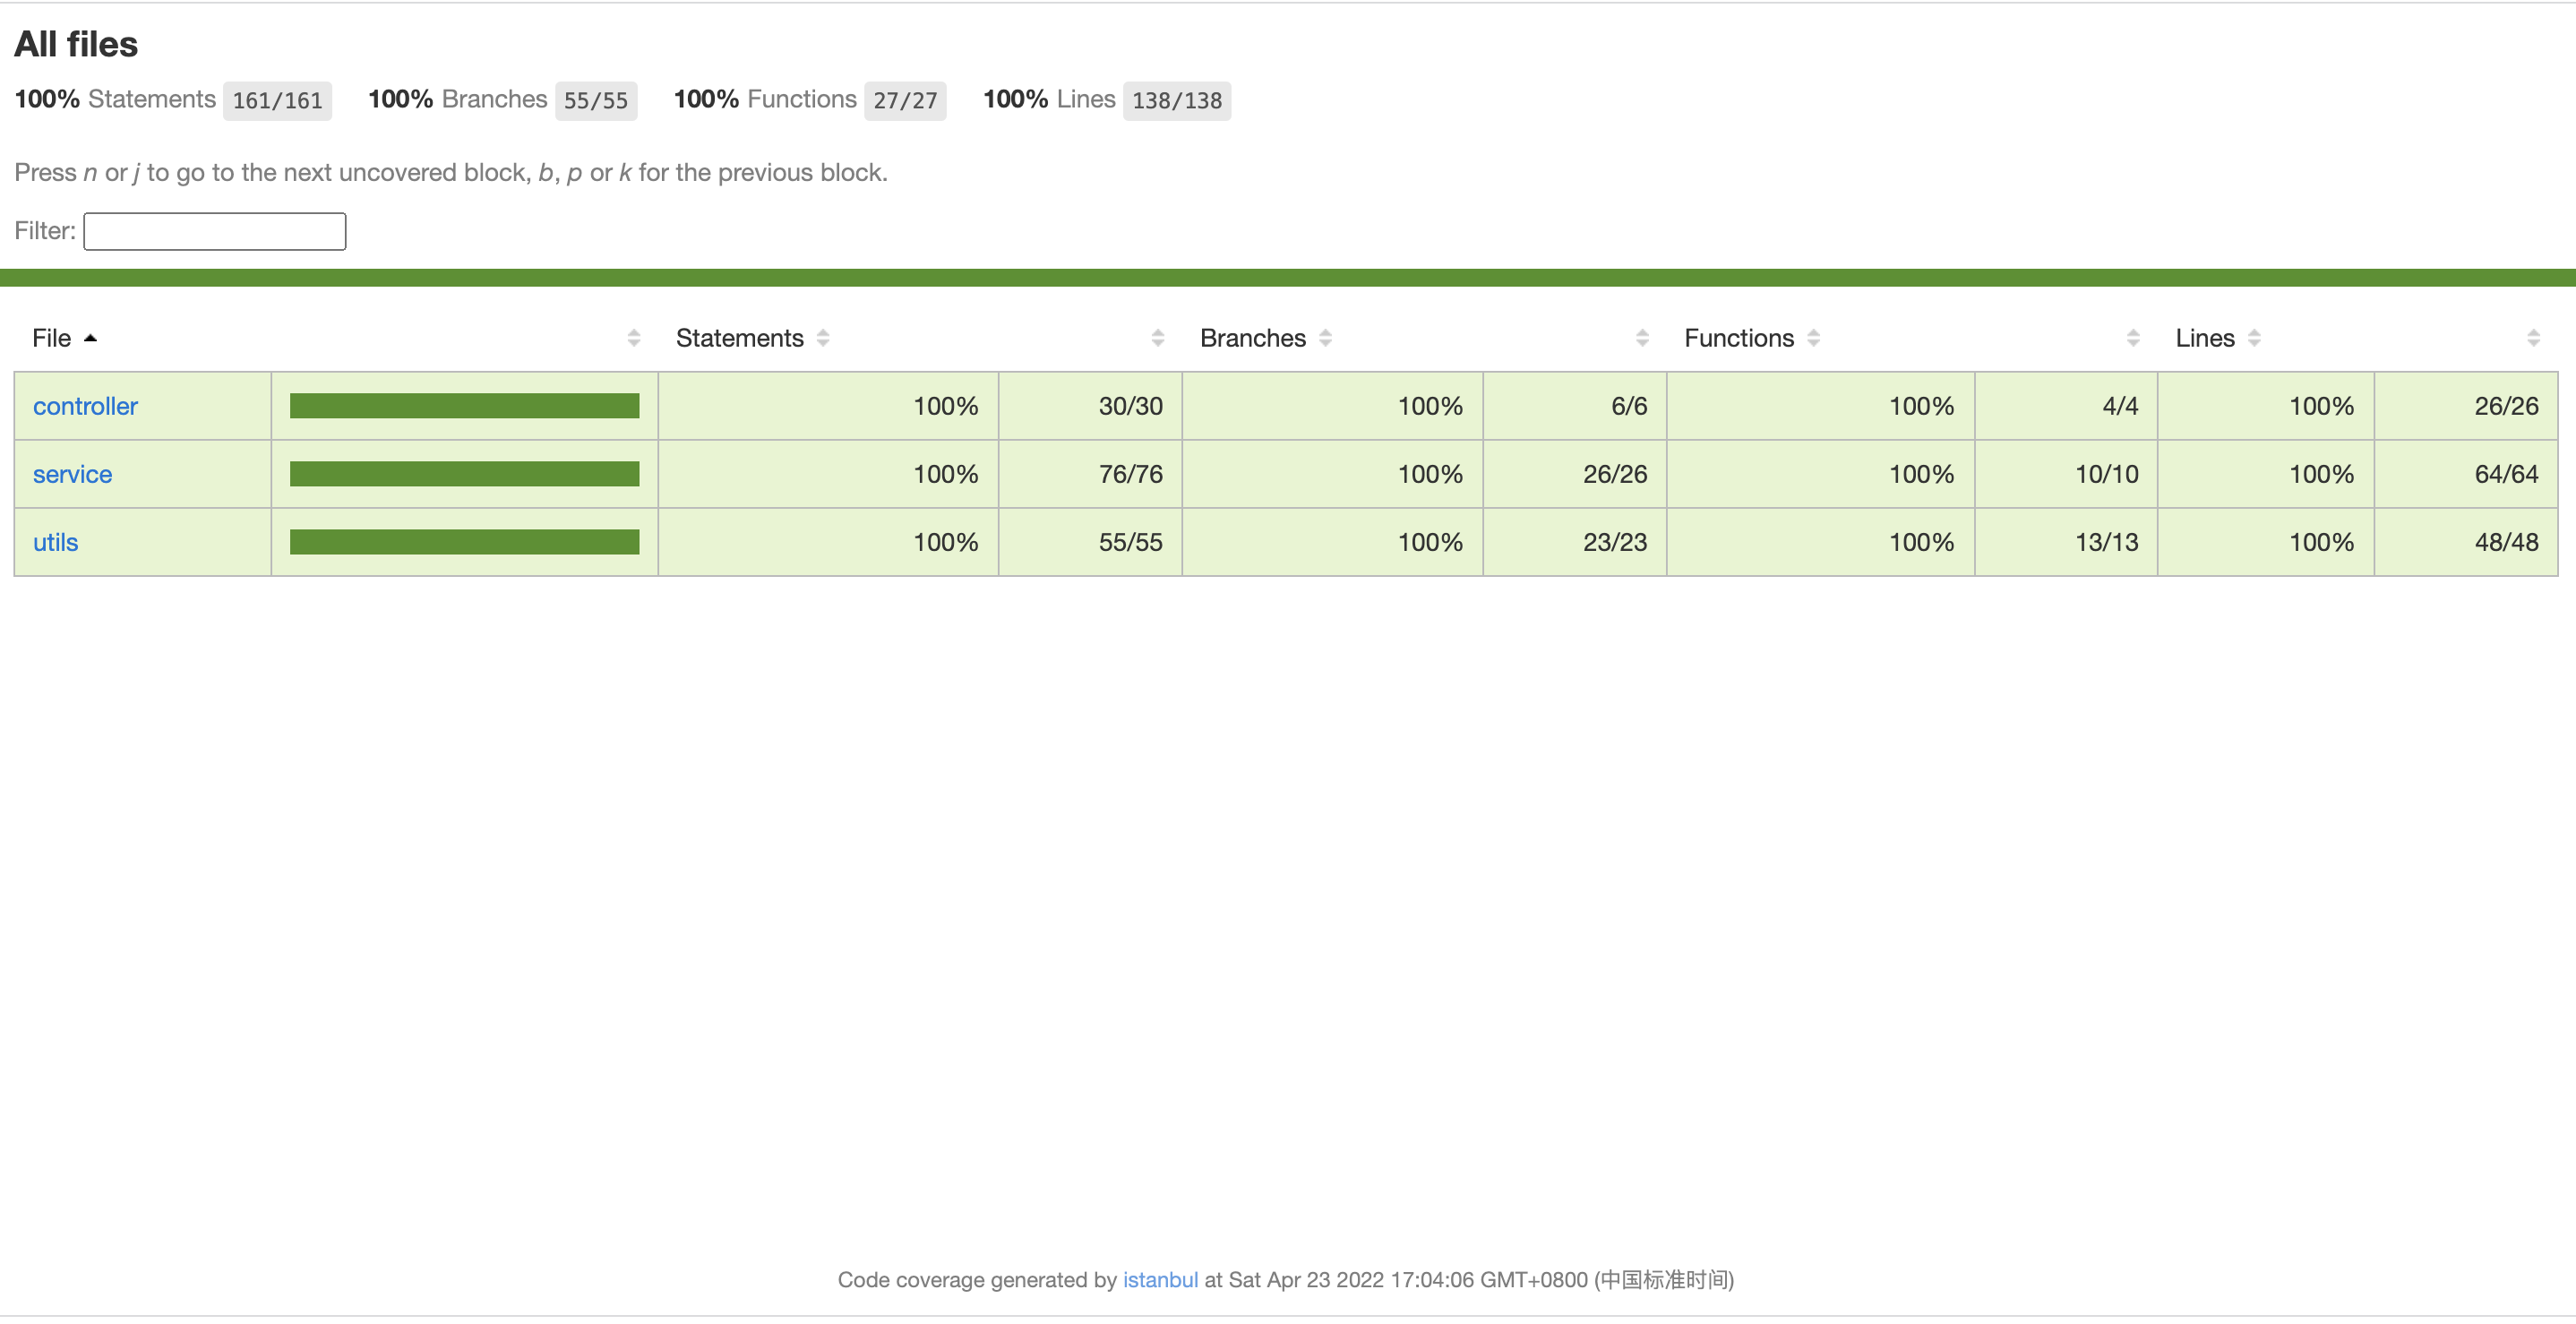 All files
100% Statements 161/161 100% Branches 55/55 100% Functions 27/27 100% Lines 138/138
Press n or j to go to the next uncovered block, b, p or k for the previous block.
Filter:
File Statements Branches Functions Lines
controller 100% 30/30 100% 6/6 100% 4/4 100% 26/26
service 100% 76/76 100% 26/26 100% 10/10 100% 64/64
utils 100% 55/55 100% 23/23 100% 13/13 100% 48/48
Code coverage generated by istanbul at Sat Apr 23 2022 17:04:06 GMT+0800 (中国标准时间)